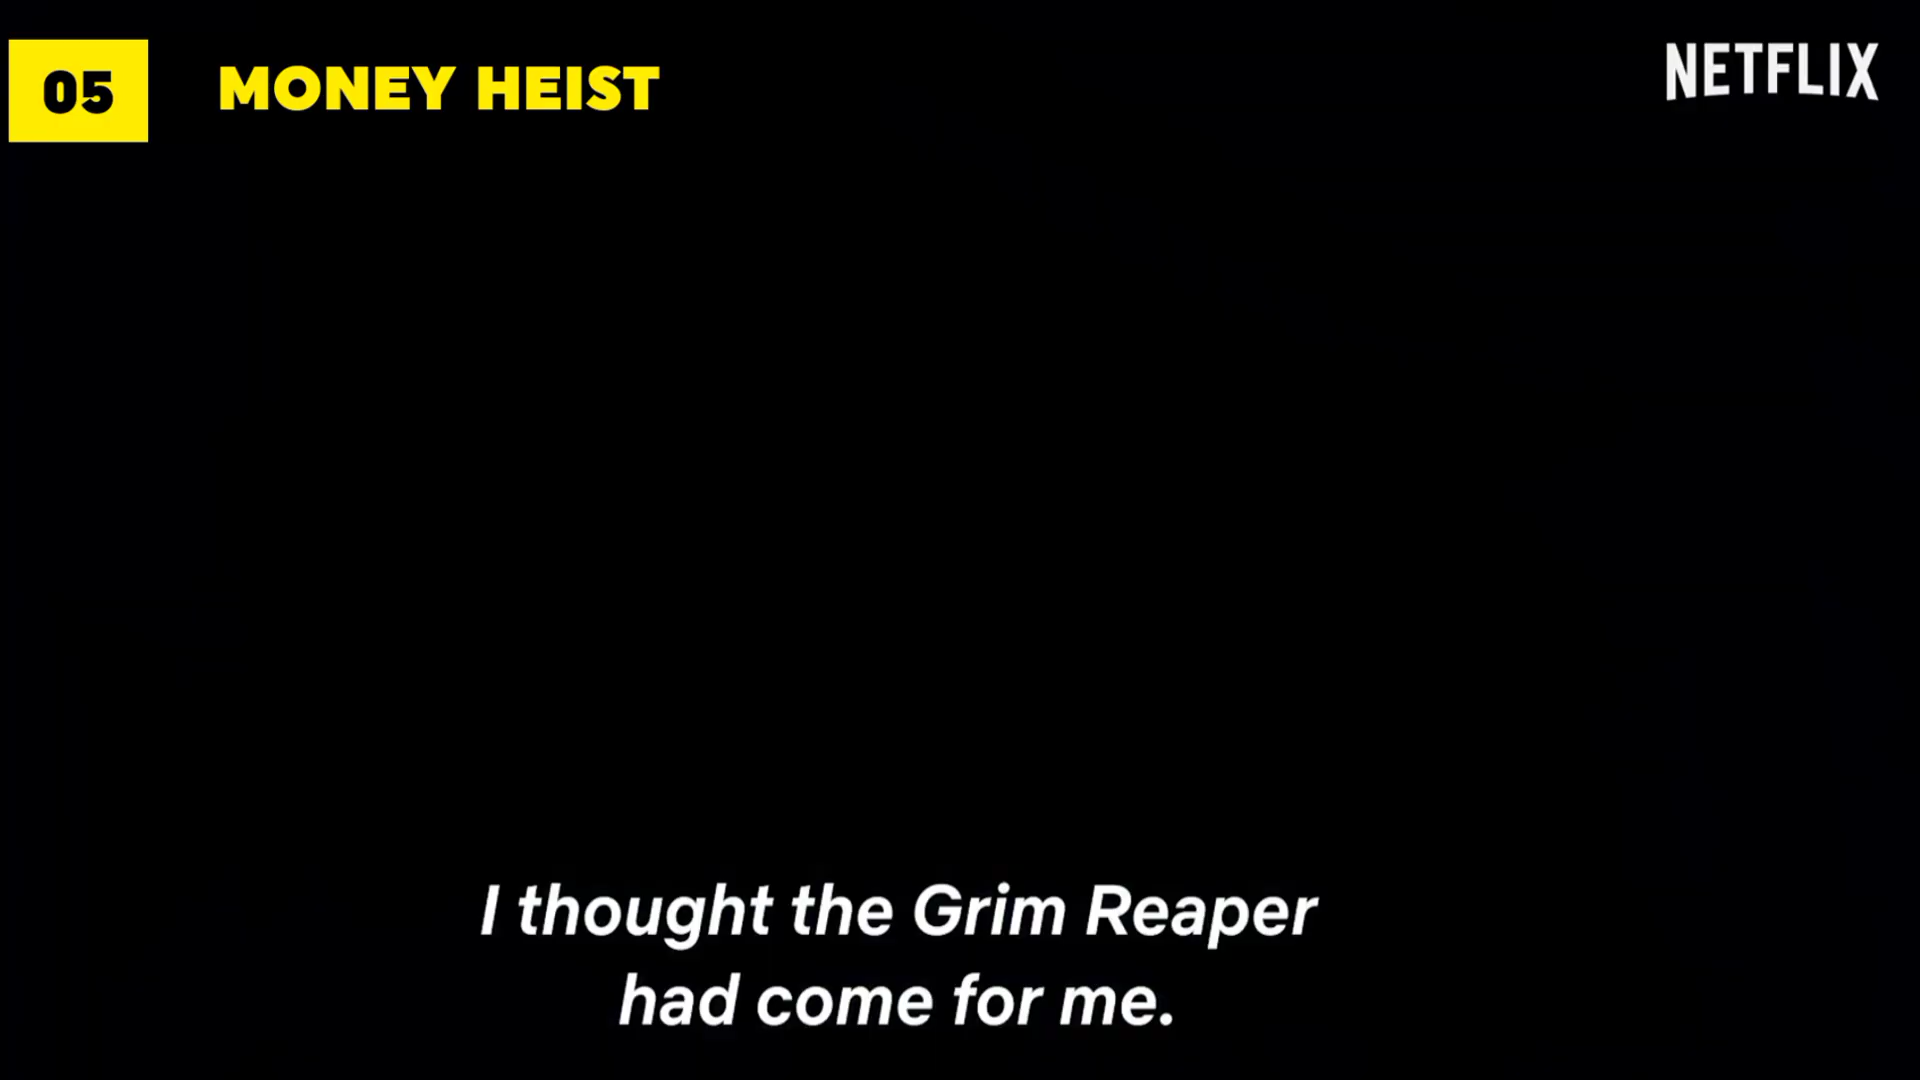 05
MONEY HEIST
NETFLIX
I thought the Grim Reaper
had come for me.